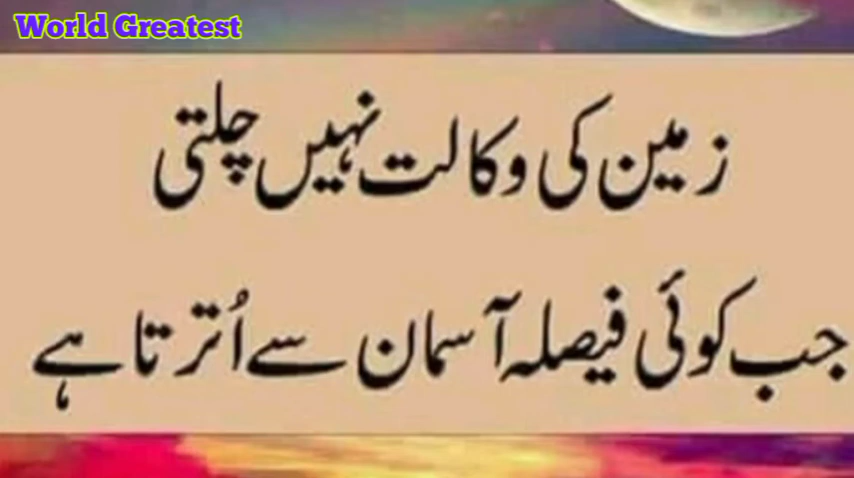 World Greatest
زمین کی وکالت نہیں چلتی
جب کوئی فیصلہ آسمان سے اُترتا ہے